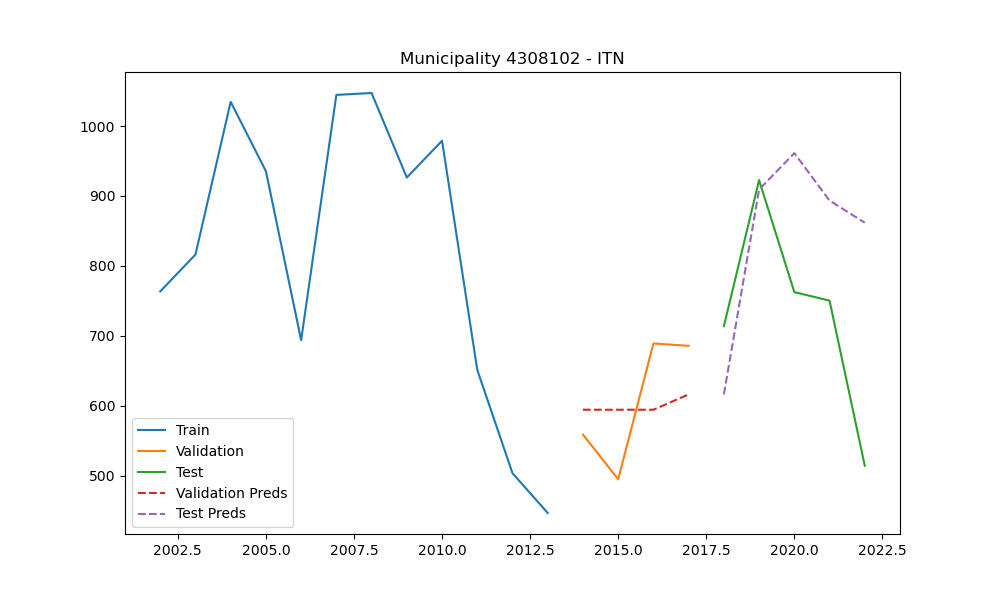 Municipality 4308102 - ITN
1000
900
800
700
600
500
Train
Validation
Test
Validation Preds
Test Preds
2002.5 2005.0 2007.5 2010.0 2012.5 2015.0 2017.5 2020.0 2022.5